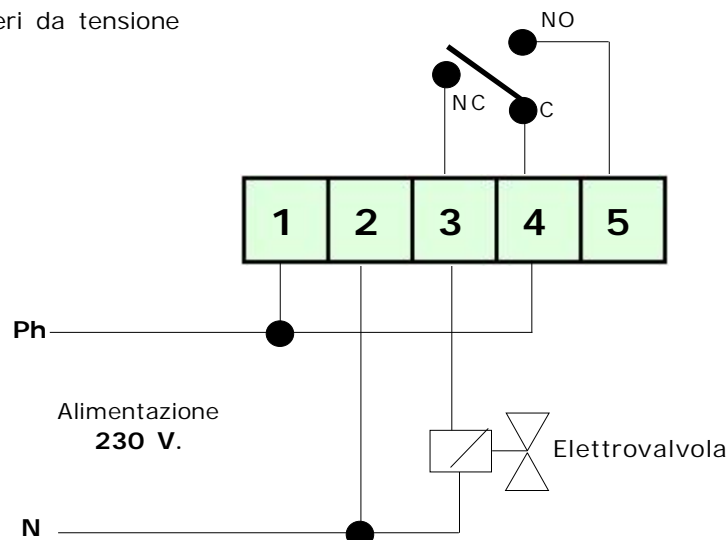 eri da tensione
NO
NC
C
1 2 3 4 5
Ph
Alimentazione
230 V.
Elettrovalvola
N